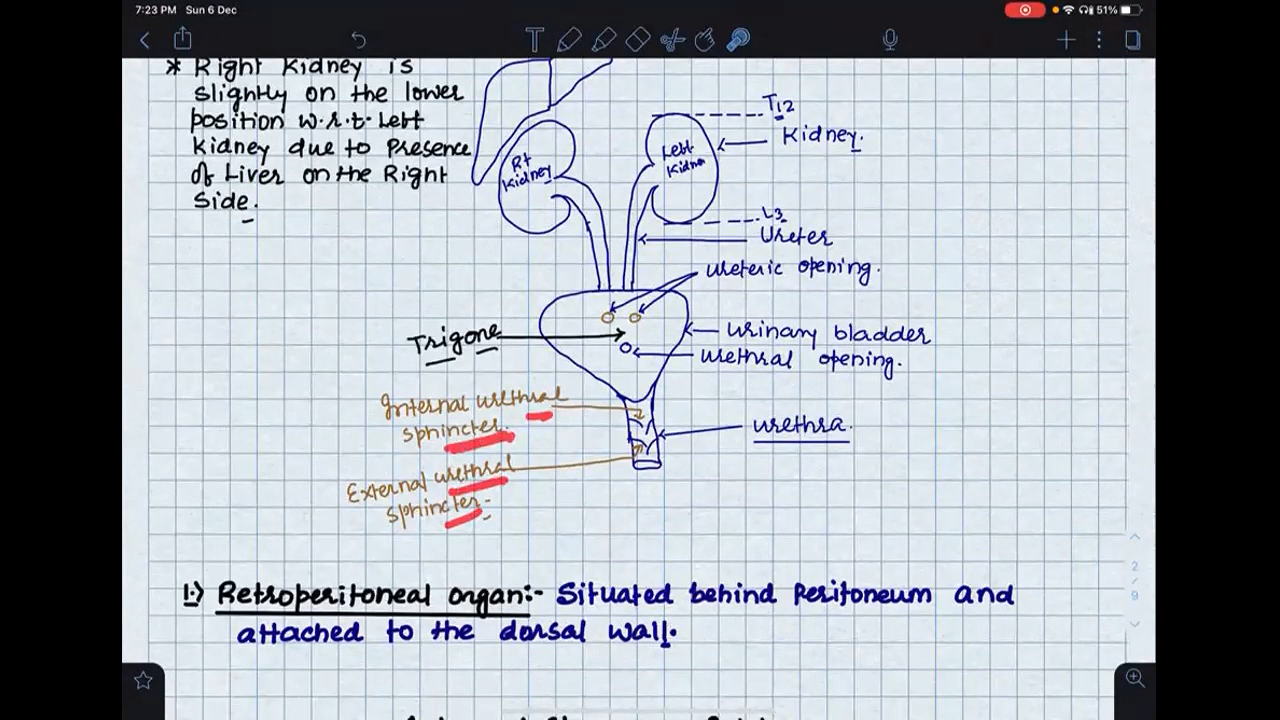 7:23 PM Sun 6 Dec
51%
* Right Kidney is
slightly on the lower
position w.r.t. Left
Kidney due to Presence
of Liver on the Right
Side.
T12
Kidney.
Rt
Kidney
Left
Kidney
L3
Ureter
ureteric opening.
Trigone
urinary bladder
urethral opening.
Internal urethral
sphincter.
urethra.
External urethral
sphincter.
2
/
9
1.) Retroperitoneal organ:- Situated behind Peritoneum and
attached to the dorsal wall.